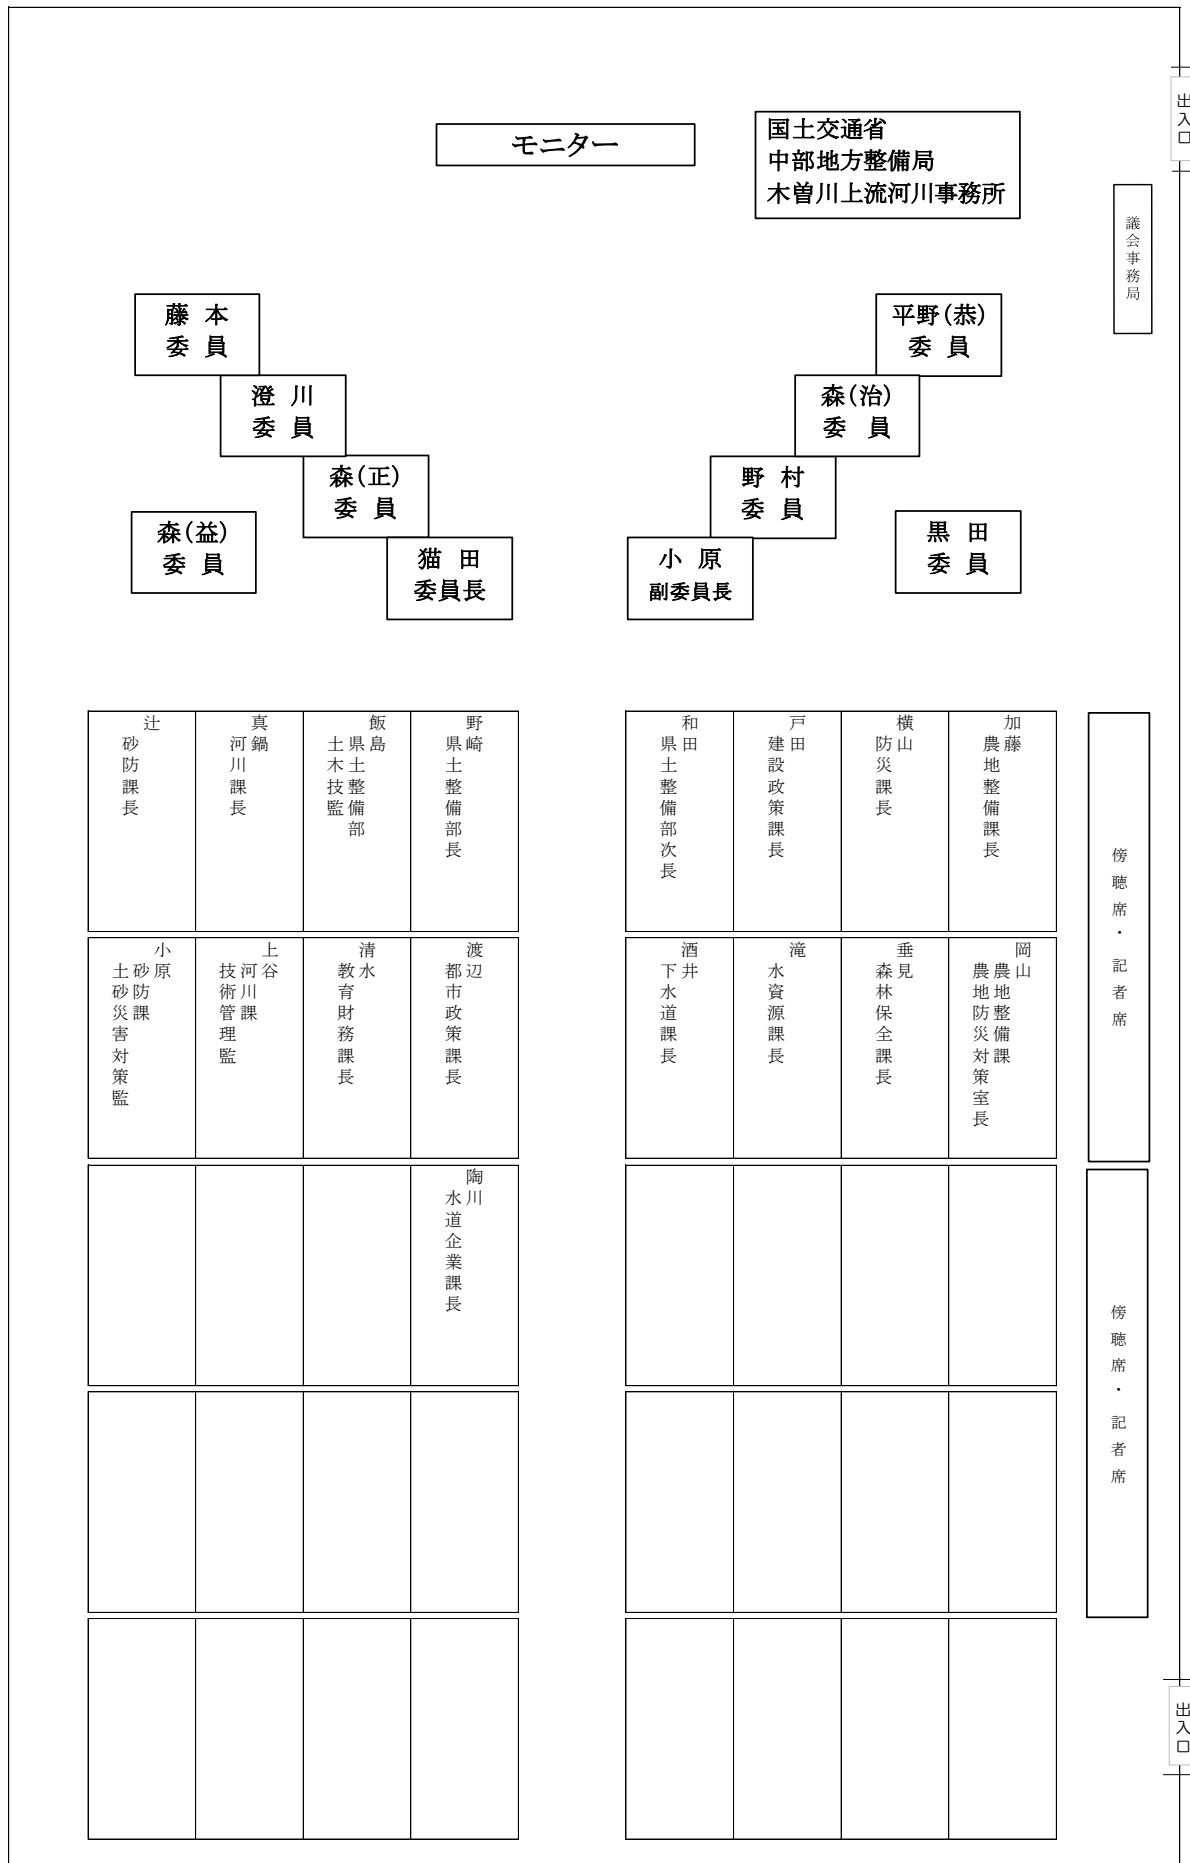 出入口
モニター
国土交通省
中部地方整備局
木曽川上流河川事務所
議会事務局
藤 本
委 員
平野(恭)
委 員
澄 川
委 員
森(治)
委 員
森(正)
委 員
野 村
委 員
森(益)
委 員
黒 田
委 員
猫 田
委員長
小 原
副委員長
辻
砂防課長
真鍋
河川課長
飯島
県土整備部
土木技監
野崎
県土整備部長
和田
県土整備部次長
戸田
建設政策課長
横山
防災課長
加藤
農地整備課長
傍聴席・記者席
小原
砂防課
土砂災害対策監
上谷
河川課
技術管理監
清水
教育財務課長
渡辺
都市政策課長
酒井
下水道課長
滝
水資源課長
垂見
森林保全課長
岡山
農地整備課
農地防災対策室長
陶川
水道企業課長
傍聴席・記者席
出入口